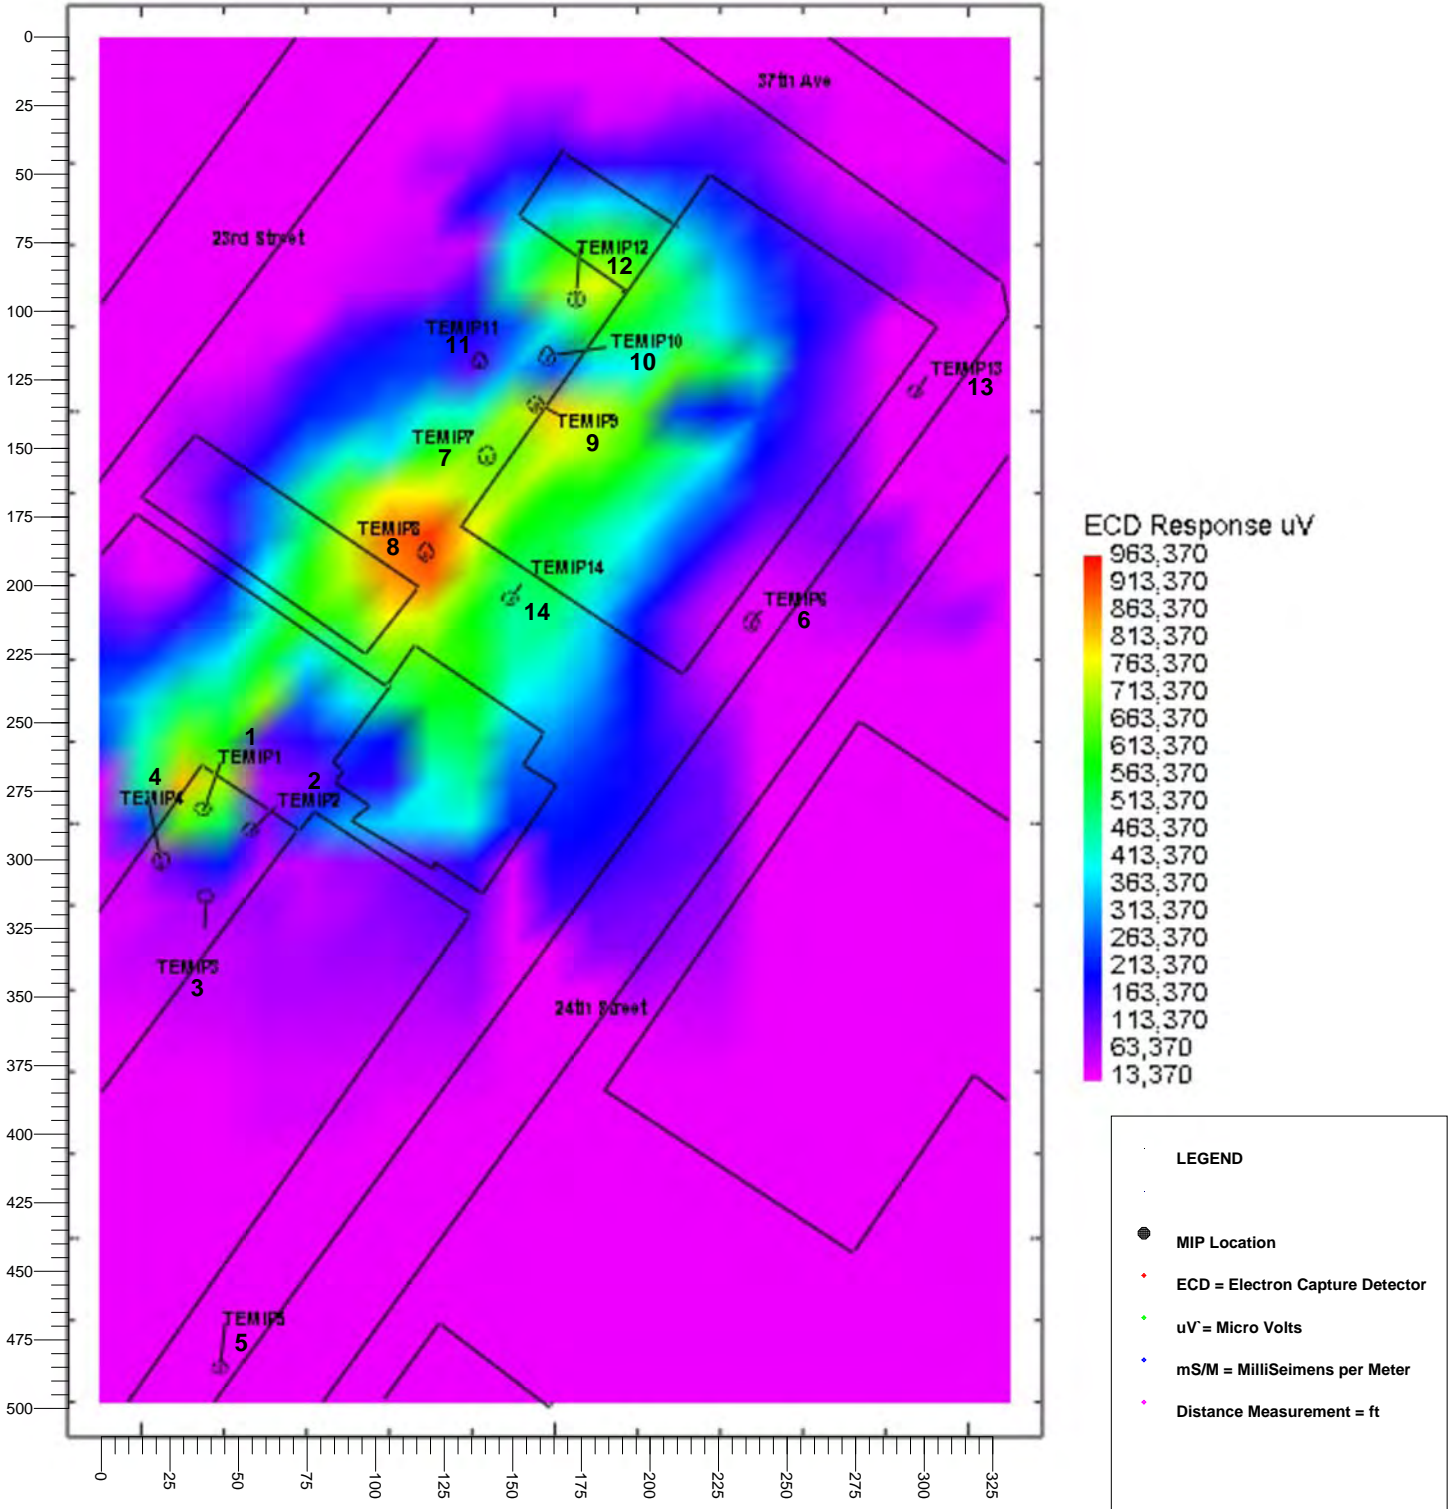 0
25
50
75
100
125
150
175
200
225
250
275
300
325
350
375
400
425
450
475
500
37th Ave
23rd Street
TEMIP12
12
TEMIP11
11
TEMIP10
10
TEMIP13
13
TEMIP9
9
TEMIP7
7
TEMIP8
8
TEMIP14
14
TEMIP6
6
1
TEMIP1
4
TEMIP4
2
TEMIP2
TEMIP3
3
24th Street
TEMIP5
5
0
25
50
75
100
125
150
175
200
225
250
275
300
325
ECD Response uV
963,370
913,370
863,370
813,370
763,370
713,370
663,370
613,370
563,370
513,370
463,370
413,370
363,370
313,370
263,370
213,370
163,370
113,370
63,370
13,370
LEGEND
MIP Location
ECD = Electron Capture Detector
uV`= Micro Volts
mS/M = MilliSeimens per Meter
Distance Measurement = ft